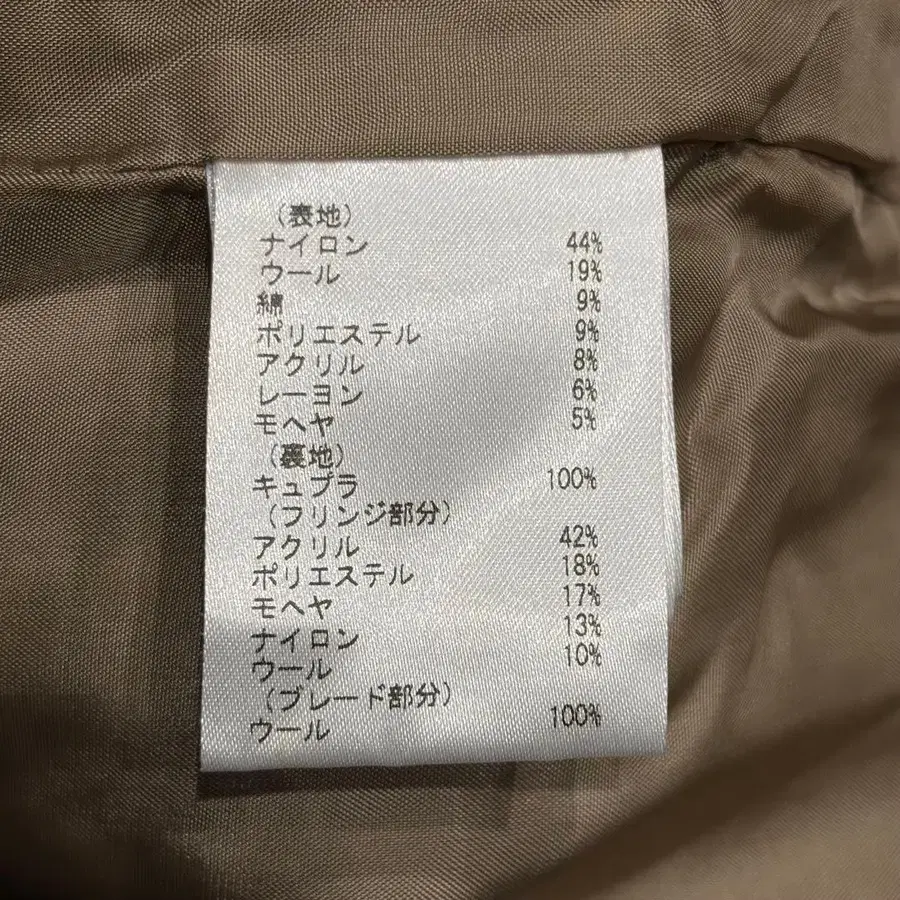 （表地）
ナイロン 44%
ウール 19%
綿 9%
ポリエステル 9%
アクリル 8%
レーヨン 6%
モヘヤ 5%
（裏地）
キュプラ 100%
（フリンジ部分）
アクリル 42%
ポリエステル 18%
モヘヤ 17%
ナイロン 13%
ウール 10%
（ブレード部分）
ウール 100%